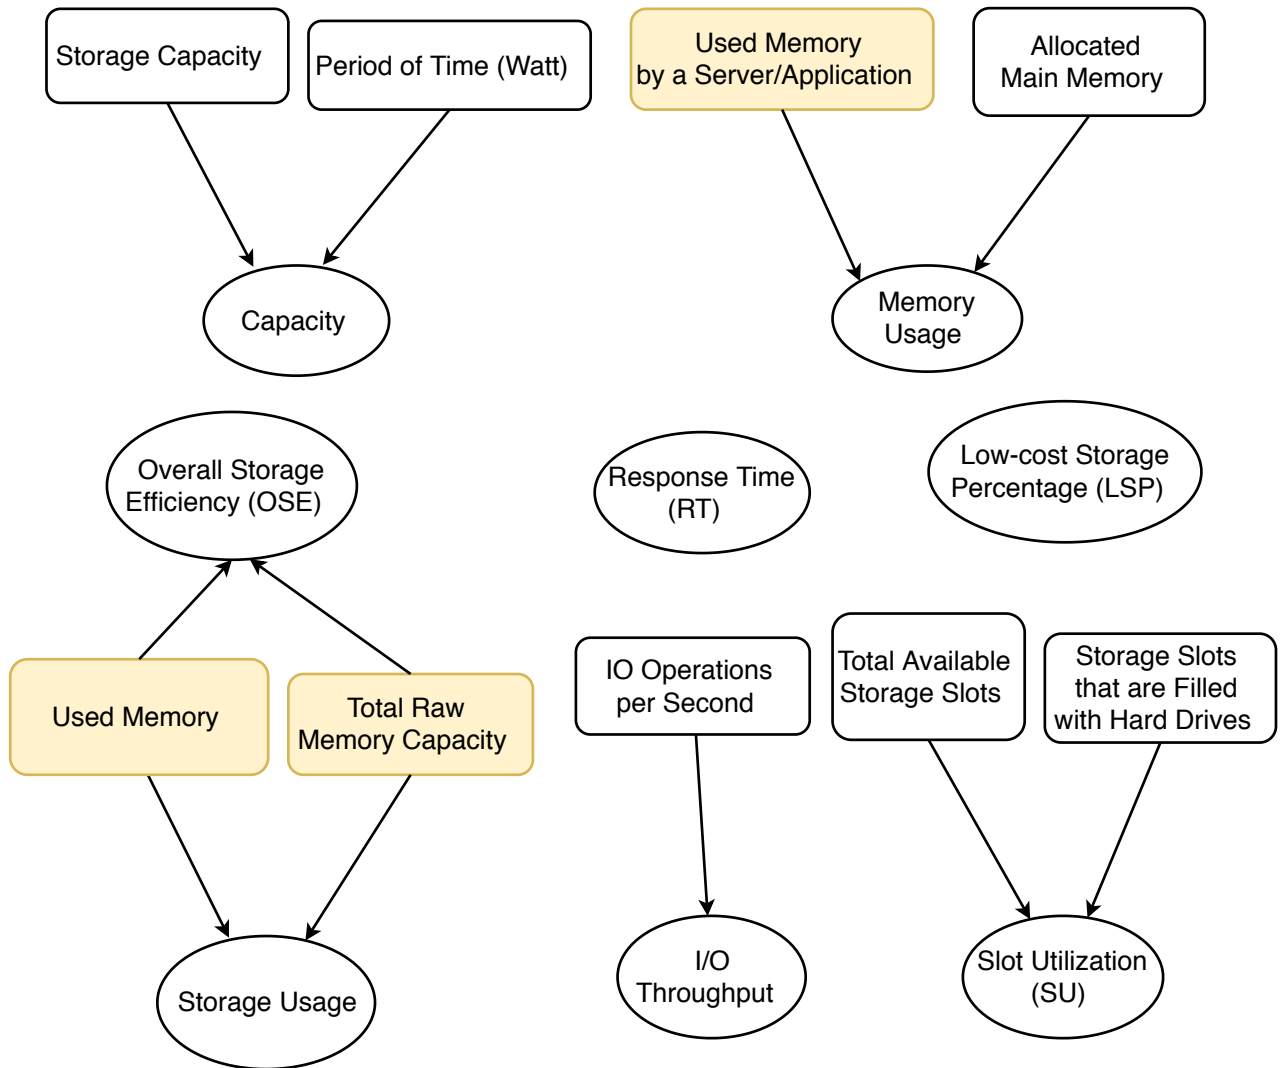 Storage Capacity
Period of Time (Watt)
Used Memory
by a Server/Application
Allocated
Main Memory
Capacity
Memory
Usage
Overall Storage
Efficiency (OSE)
Response Time
(RT)
Low-cost Storage
Percentage (LSP)
Used Memory
Total Raw
Memory Capacity
IO Operations
per Second
Total Available
Storage Slots
Storage Slots
that are Filled
with Hard Drives
Storage Usage
I/O
Throughput
Slot Utilization
(SU)